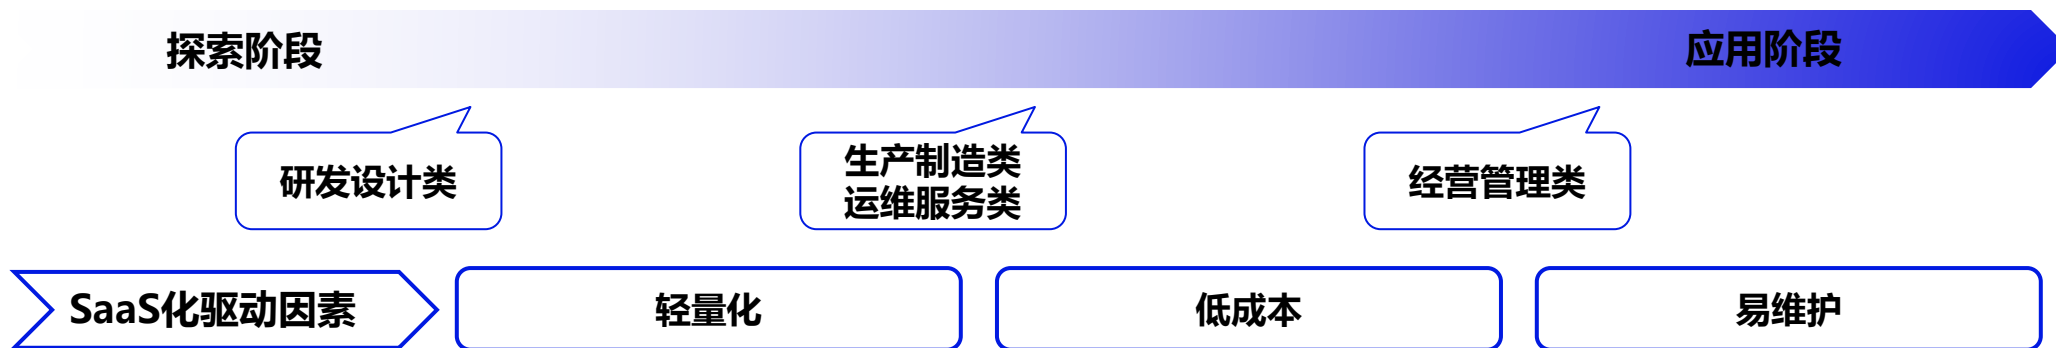 探索阶段
应用阶段
研发设计类
生产制造类
运维服务类
经营管理类
SaaS化驱动因素
轻量化
低成本
易维护